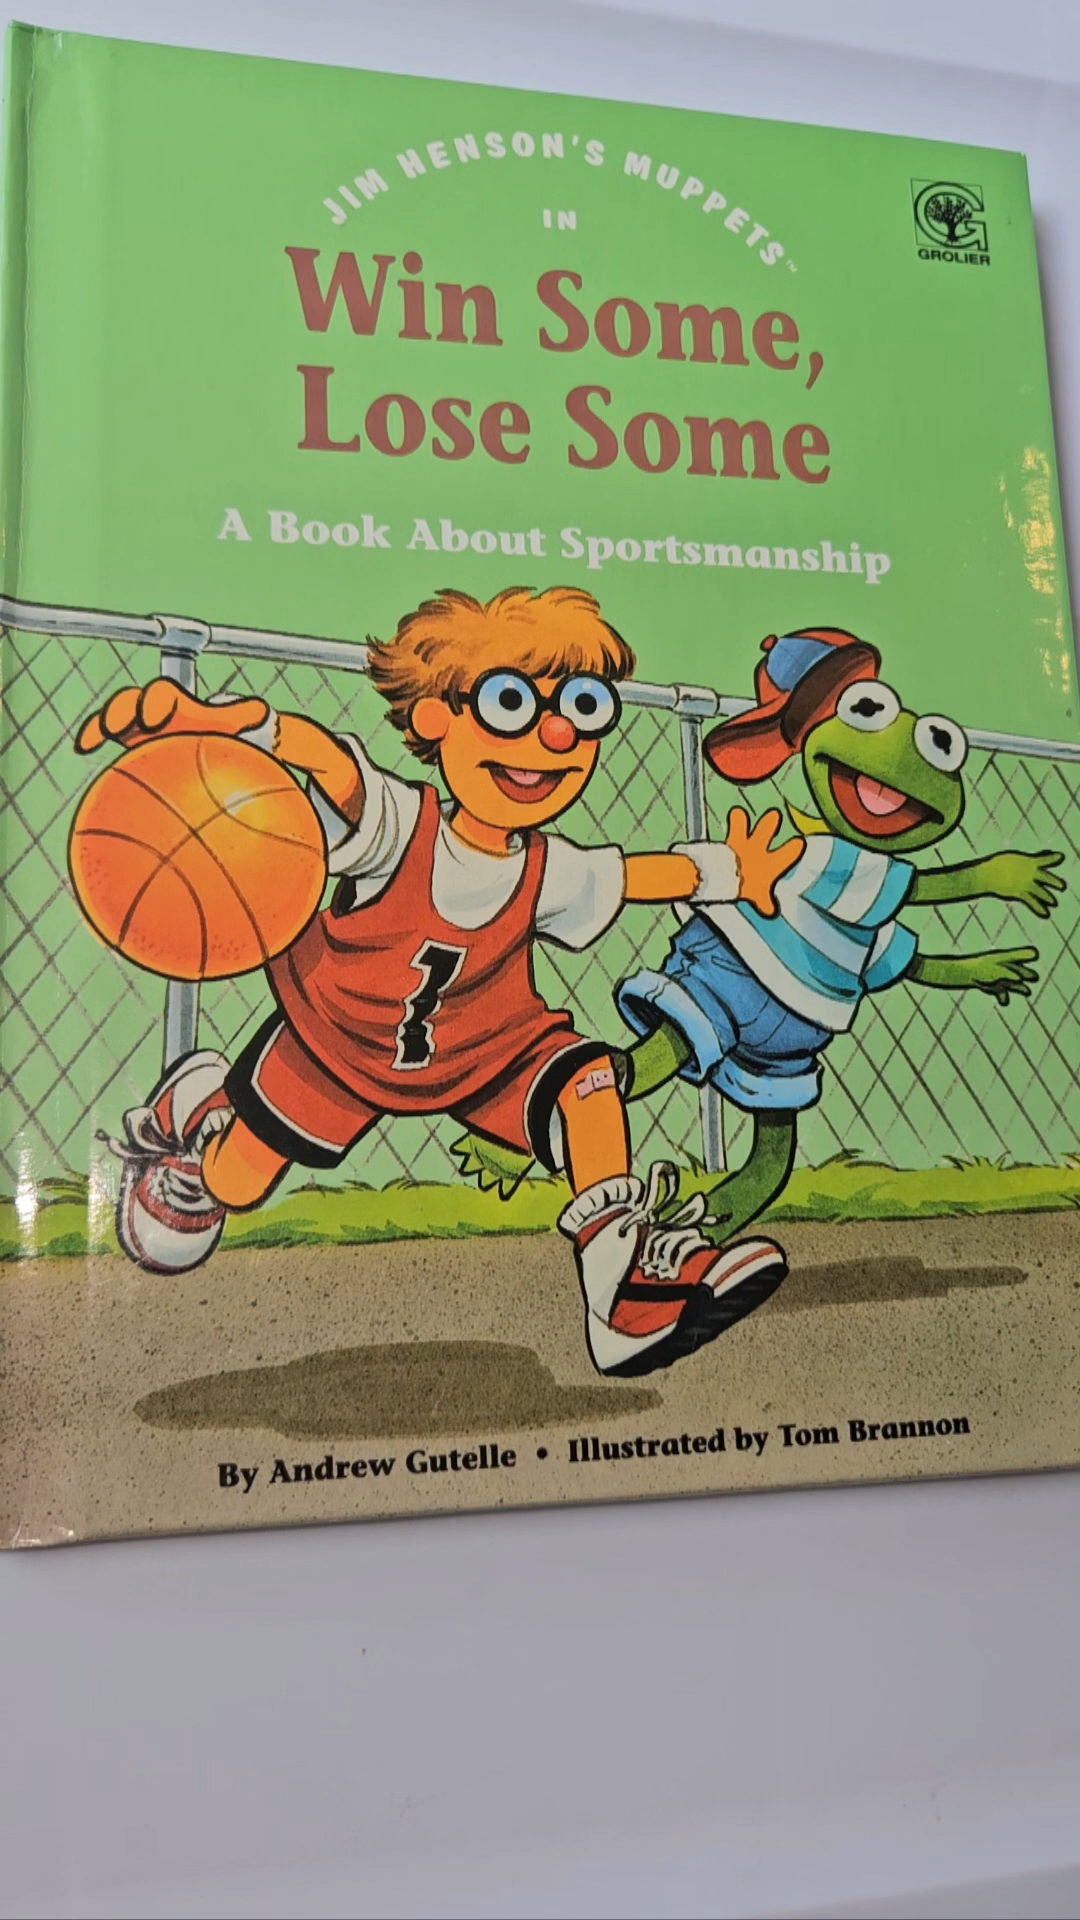 JIM HENSON'S MUPPETS™
IN
GROLIER
Win Some,
Lose Some
A Book About Sportsmanship
1
By Andrew Gutelle • Illustrated by Tom Brannon